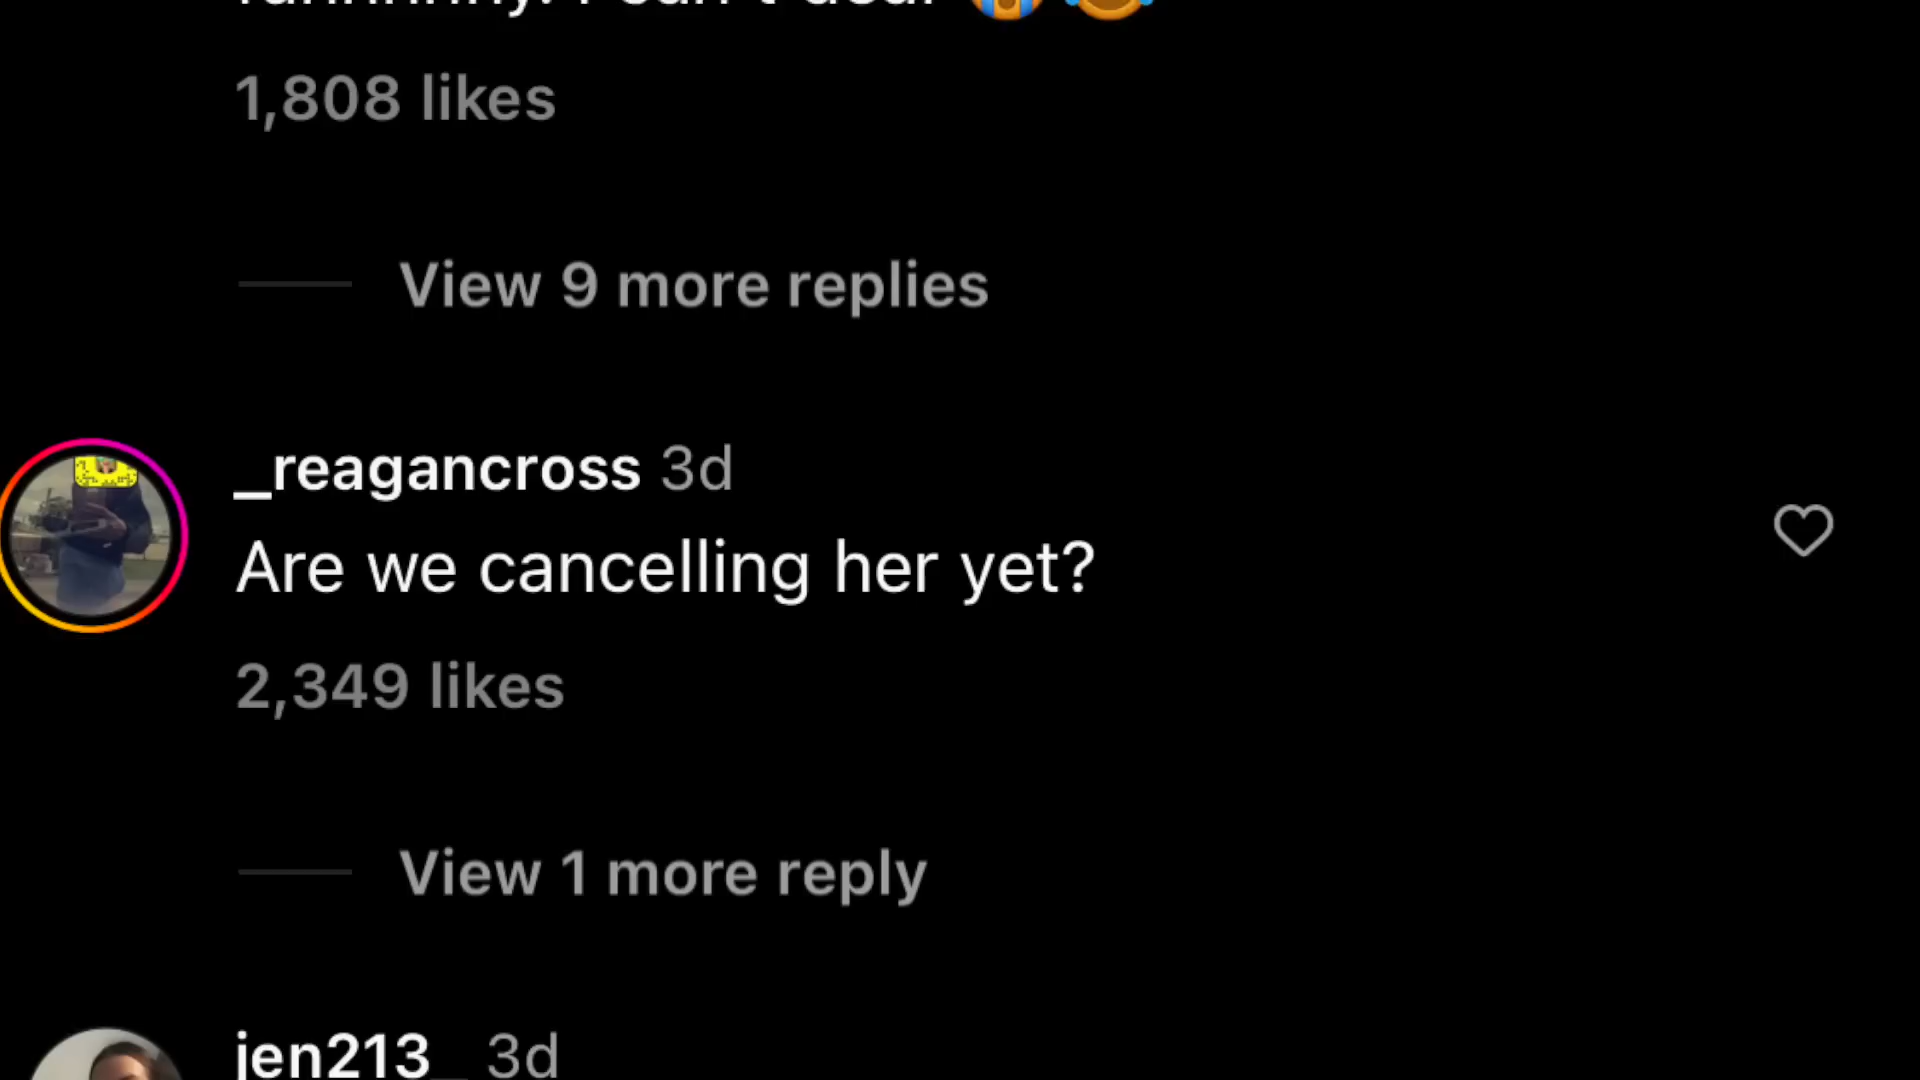 1,808 likes
View 9 more replies
_reagancross 3d
Are we cancelling her yet?
2,349 likes
View 1 more reply
jen213_ 3d